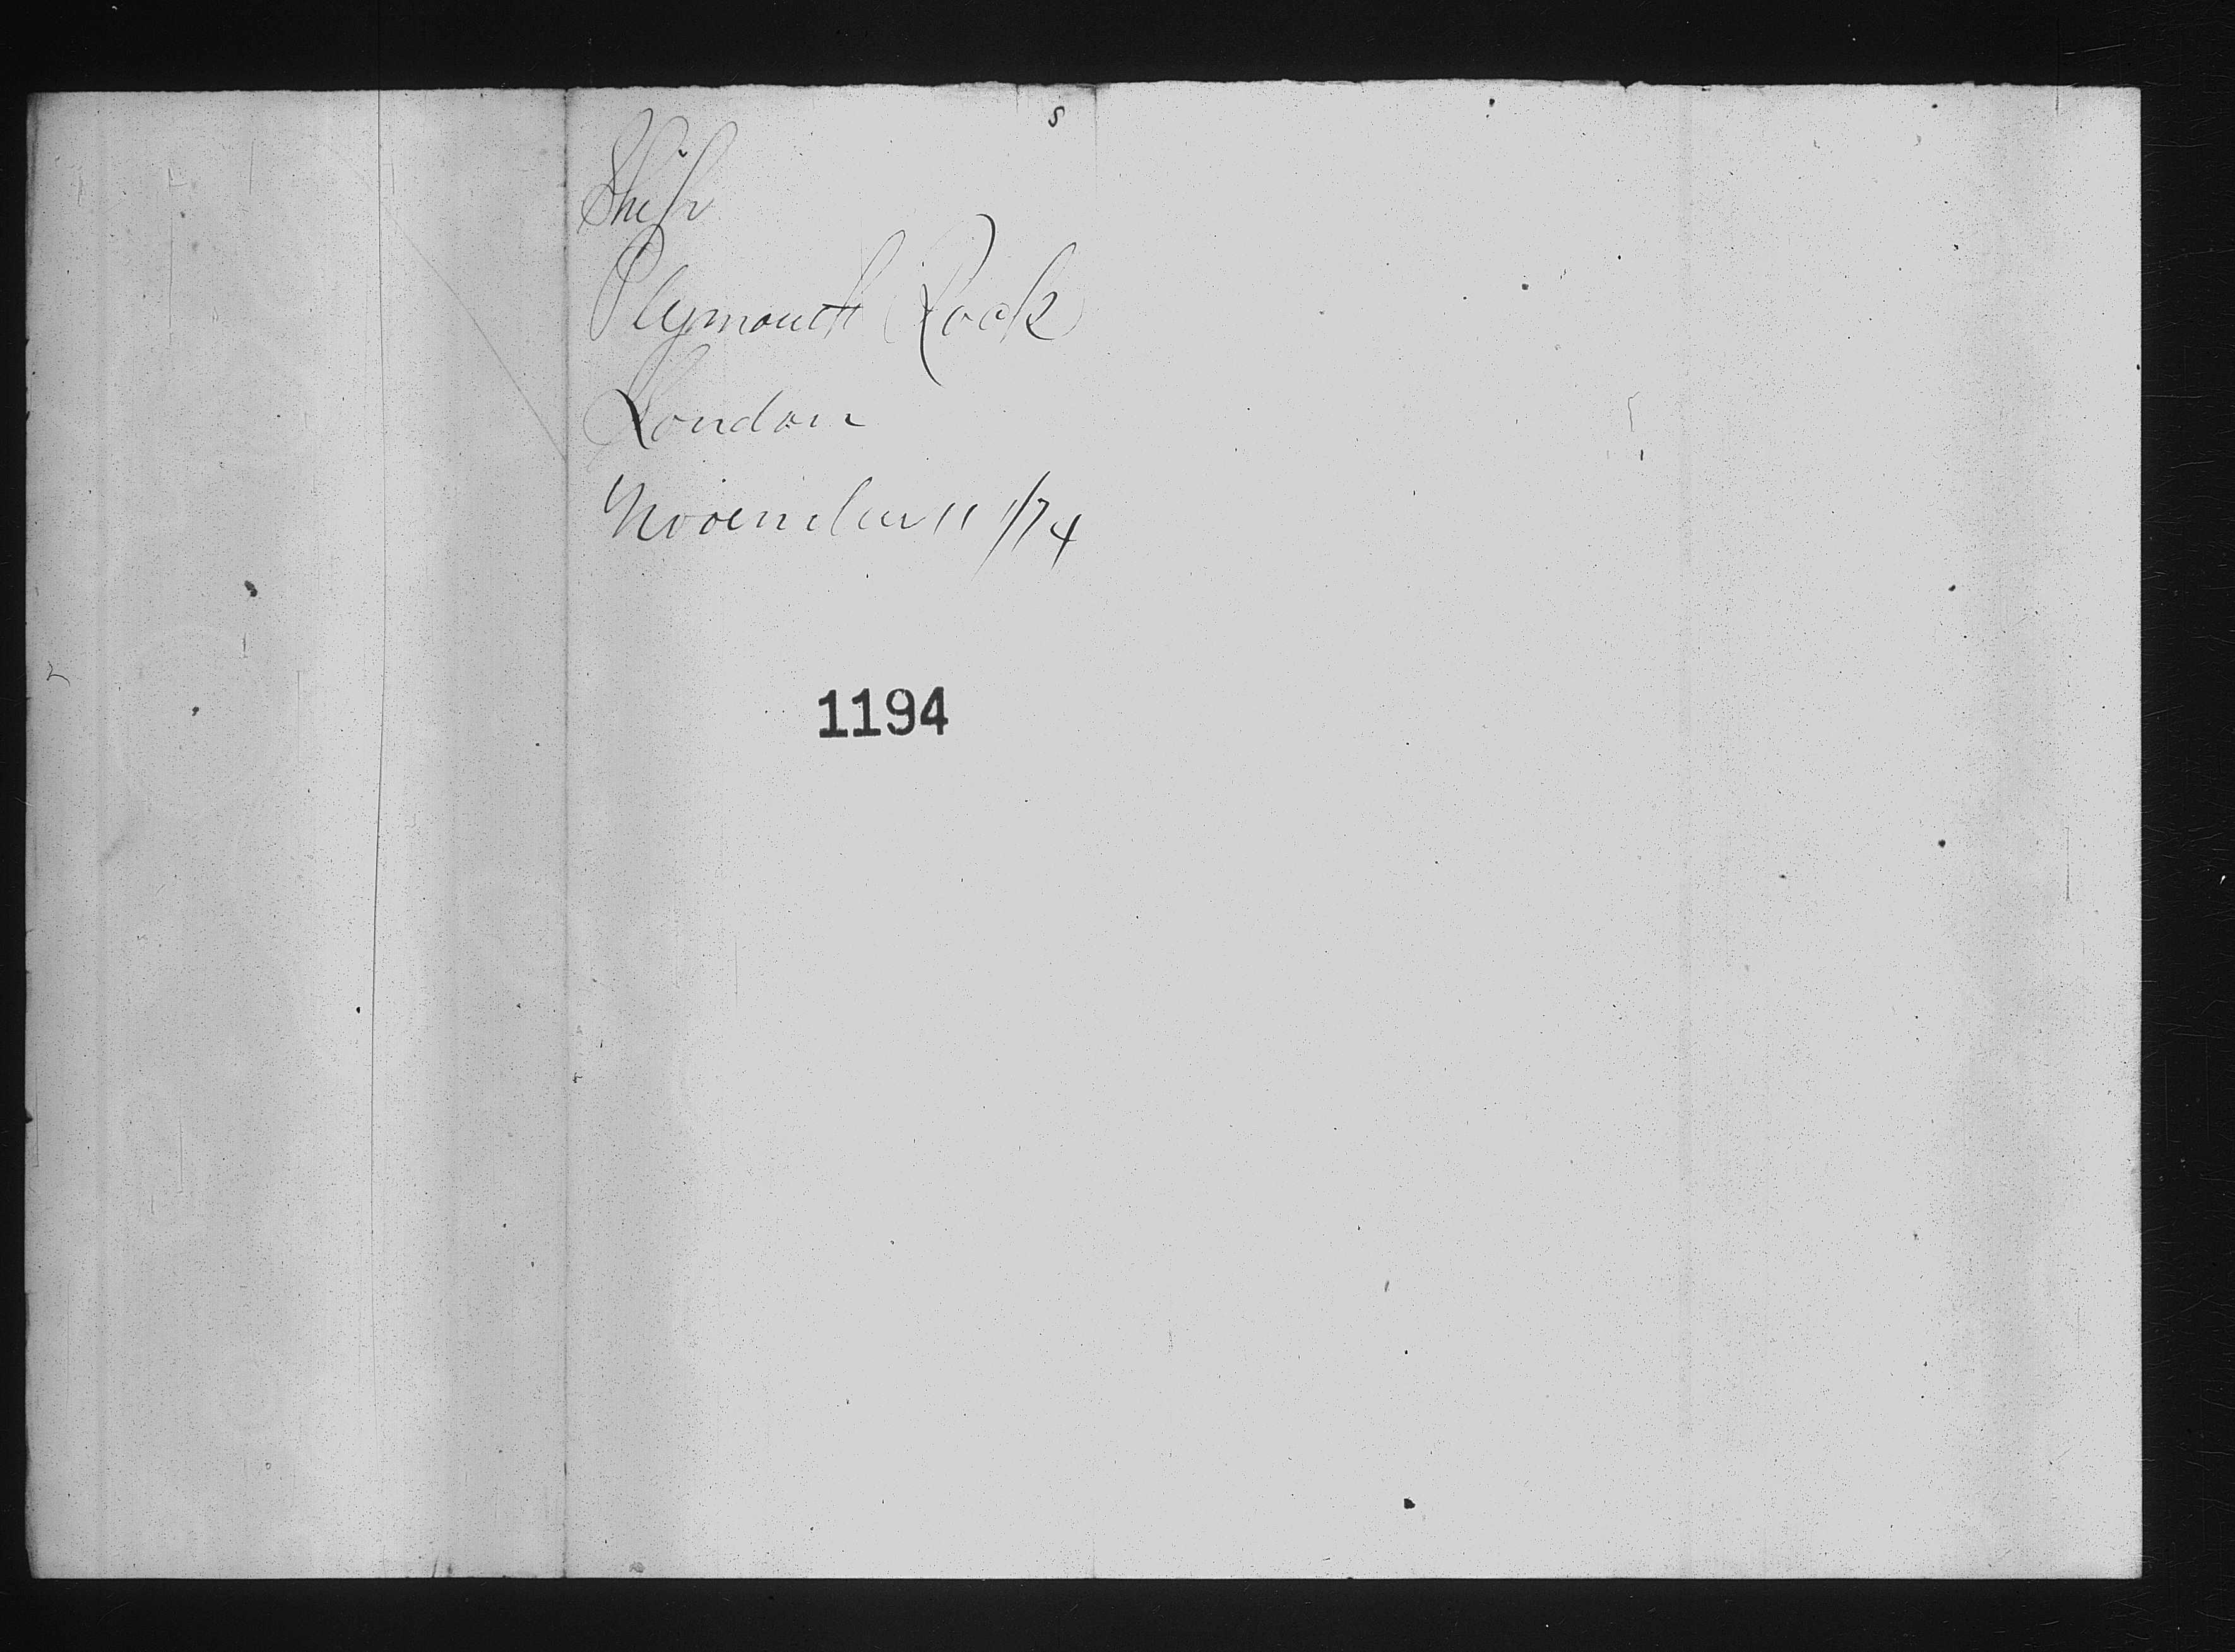 Ship
Plymouth Rock
London
November 11/74
1194